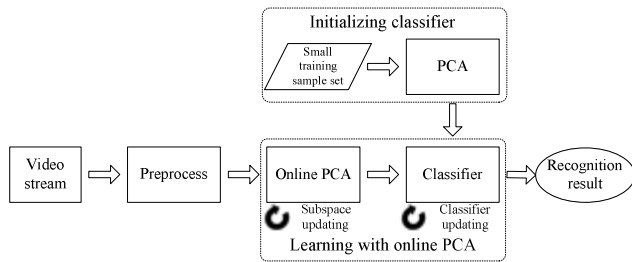 Initializing classifier
Small
training
sample set
PCA
Video
stream
Preprocess
Online PCA
Classifier
Recognition
result
Subspace
updating
Classifier
updating
Learning with online PCA